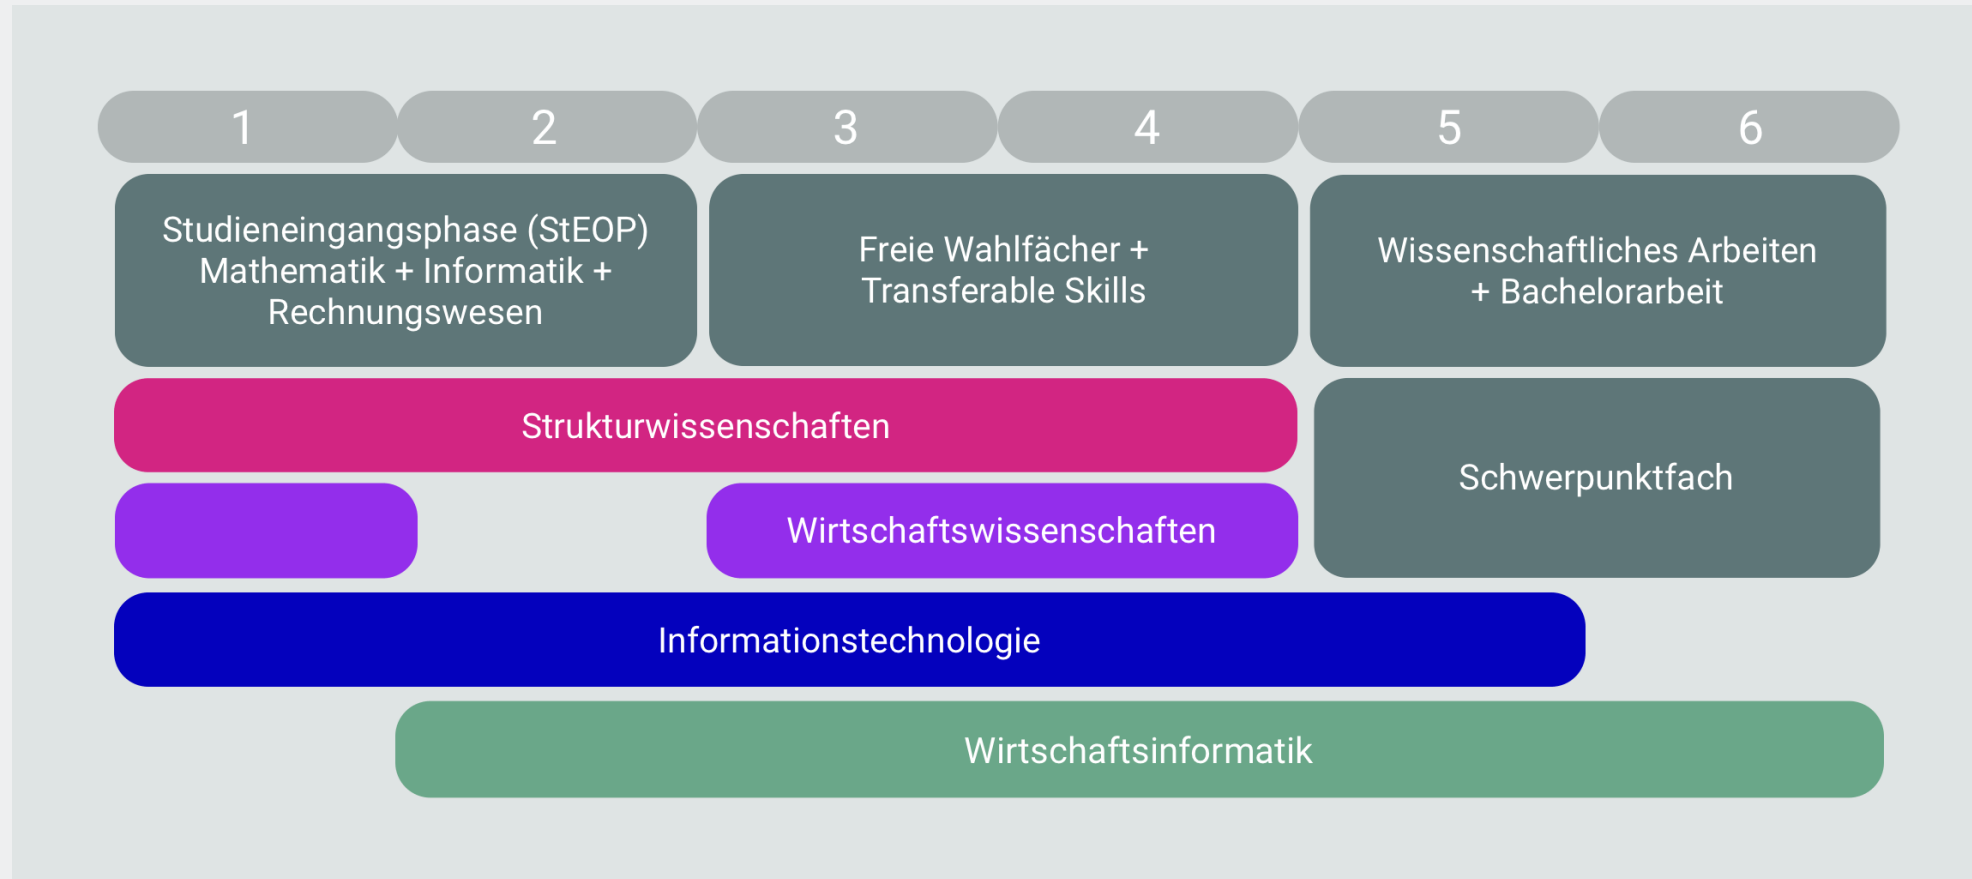 1 2 3 4 5 6
Studieneingangsphase (StEOP)
Mathematik + Informatik +
Rechnungswesen
Freie Wahlfächer +
Transferable Skills
Wissenschaftliches Arbeiten
+ Bachelorarbeit
Strukturwissenschaften
Schwerpunktfach
Wirtschaftswissenschaften
Informationstechnologie
Wirtschaftsinformatik